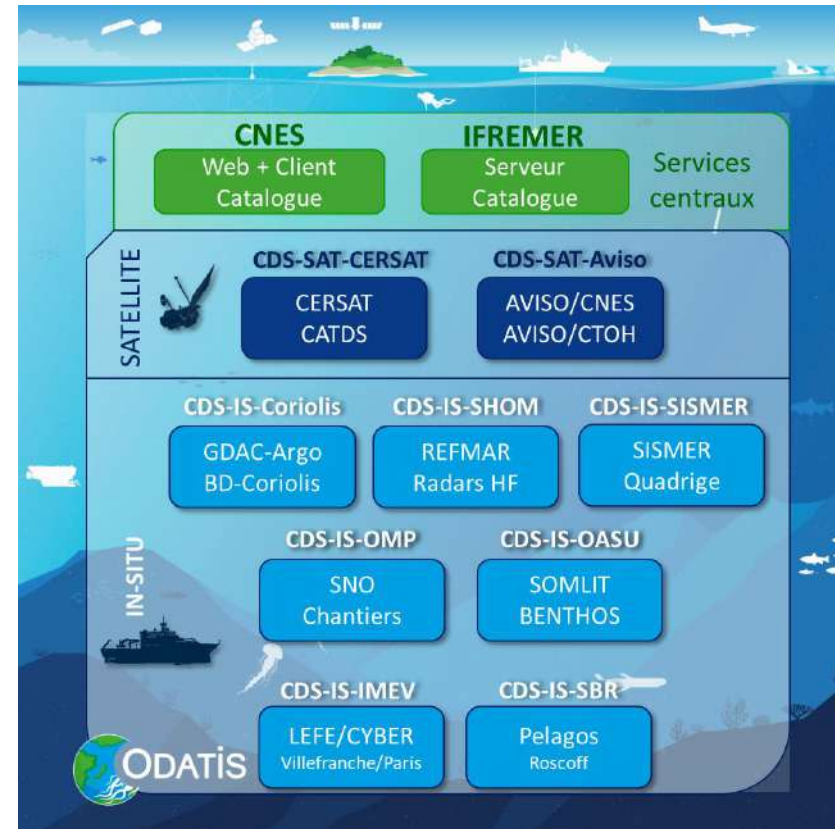 CNES
Web + Client
Catalogue
IFREMER
Serveur
Catalogue
Services
centraux
SATELLITE
CDS-SAT-CERSAT
CERSAT
CATDS
CDS-SAT-Aviso
AVISO/CNES
AVISO/CTOH
IN-SITU
CDS-IS-Coriolis
GDAC-Argo
BD-Coriolis
CDS-IS-SHOM
REFMAR
Radars HF
CDS-IS-SISMER
SISMER
Quadrige
CDS-IS-OMP
SNO
Chantiers
CDS-IS-OASU
SOMLIT
BENTHOS
CDS-IS-IMEV
LEFE/CYBER
Villefranche/Paris
CDS-IS-SBR
Pelagos
Roscoff
ODATiS